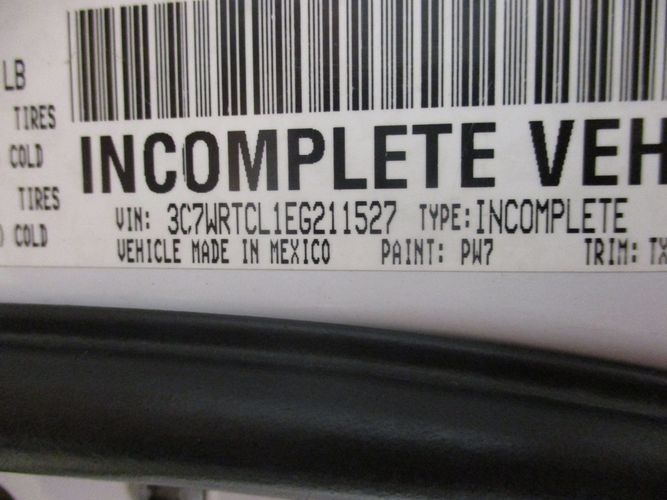 LB
TIRES
COLD
TIRES
) COLD
INCOMPLETE VEH
VIN: 3C7WRTCL1EG211527 TYPE: INCOMPLETE
VEHICLE MADE IN MEXICO PAINT: PW7 TRIM: TX